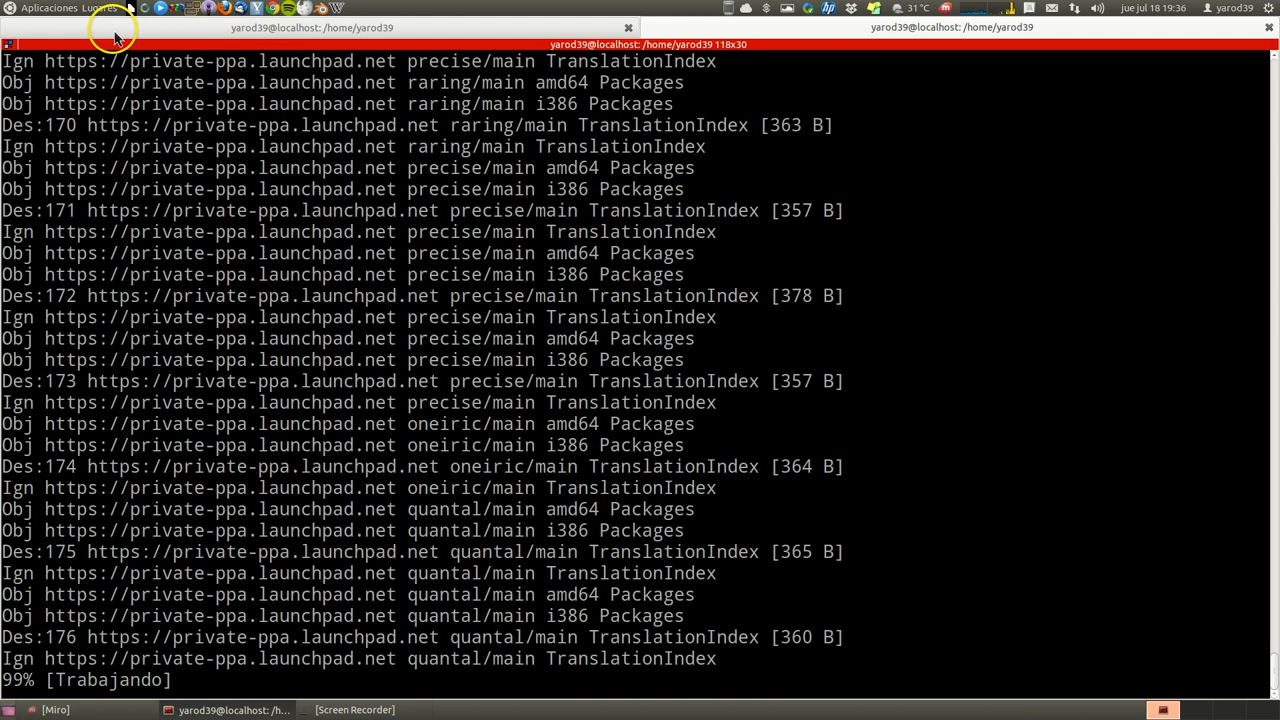 Aplicaciones Lugares 31°C jue jul 18 19:36 yarod39
yarod39@localhost: /home/yarod39 yarod39@localhost: /home/yarod39
yarod39@localhost: /home/yarod39 118x30
Ign https://private-ppa.launchpad.net precise/main TranslationIndex
Obj https://private-ppa.launchpad.net raring/main amd64 Packages
Obj https://private-ppa.launchpad.net raring/main i386 Packages
Des:170 https://private-ppa.launchpad.net raring/main TranslationIndex [363 B]
Ign https://private-ppa.launchpad.net raring/main TranslationIndex
Obj https://private-ppa.launchpad.net precise/main amd64 Packages
Obj https://private-ppa.launchpad.net precise/main i386 Packages
Des:171 https://private-ppa.launchpad.net precise/main TranslationIndex [357 B]
Ign https://private-ppa.launchpad.net precise/main TranslationIndex
Obj https://private-ppa.launchpad.net precise/main amd64 Packages
Obj https://private-ppa.launchpad.net precise/main i386 Packages
Des:172 https://private-ppa.launchpad.net precise/main TranslationIndex [378 B]
Ign https://private-ppa.launchpad.net precise/main TranslationIndex
Obj https://private-ppa.launchpad.net precise/main amd64 Packages
Obj https://private-ppa.launchpad.net precise/main i386 Packages
Des:173 https://private-ppa.launchpad.net precise/main TranslationIndex [357 B]
Ign https://private-ppa.launchpad.net precise/main TranslationIndex
Obj https://private-ppa.launchpad.net oneiric/main amd64 Packages
Obj https://private-ppa.launchpad.net oneiric/main i386 Packages
Des:174 https://private-ppa.launchpad.net oneiric/main TranslationIndex [364 B]
Ign https://private-ppa.launchpad.net oneiric/main TranslationIndex
Obj https://private-ppa.launchpad.net quantal/main amd64 Packages
Obj https://private-ppa.launchpad.net quantal/main i386 Packages
Des:175 https://private-ppa.launchpad.net quantal/main TranslationIndex [365 B]
Ign https://private-ppa.launchpad.net quantal/main TranslationIndex
Obj https://private-ppa.launchpad.net quantal/main amd64 Packages
Obj https://private-ppa.launchpad.net quantal/main i386 Packages
Des:176 https://private-ppa.launchpad.net quantal/main TranslationIndex [360 B]
Ign https://private-ppa.launchpad.net quantal/main TranslationIndex
99% [Trabajando]
[Miro] yarod39@localhost: /h... [Screen Recorder]